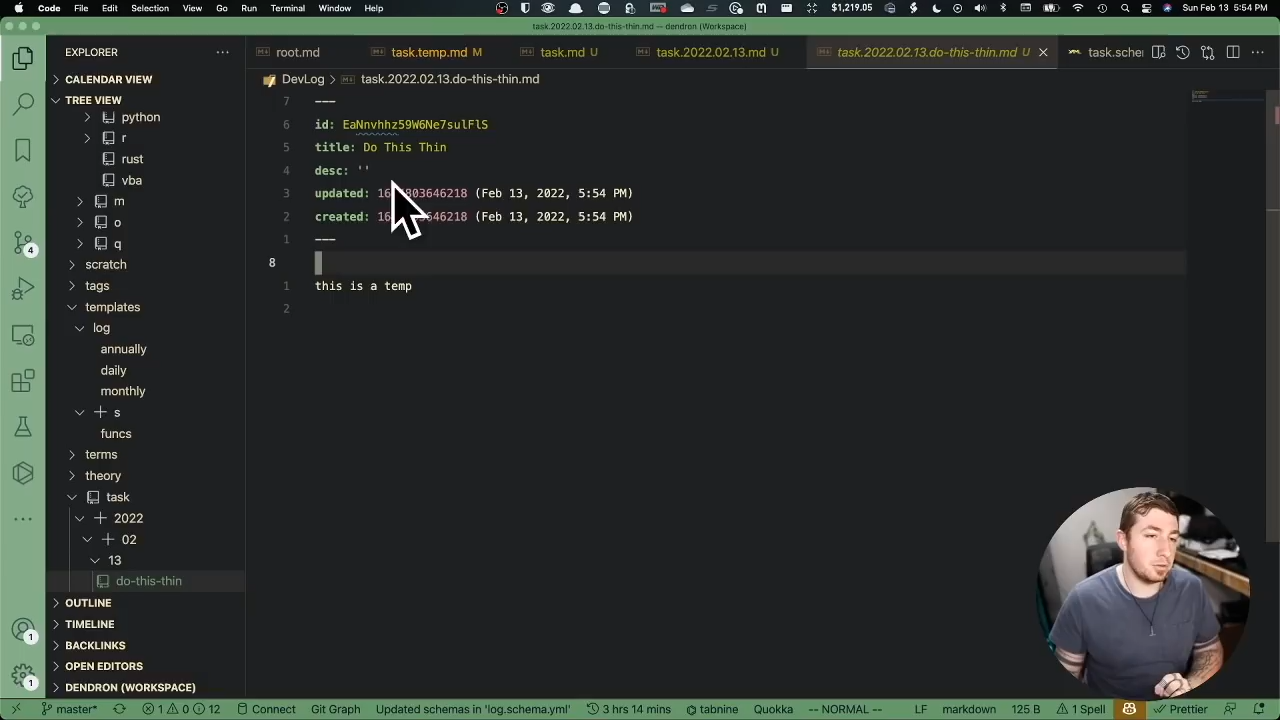 Code File Edit Selection View Go Run Terminal Window Help $1,219.05 Sun Feb 13 5:54 PM
task.2022.02.13.do-this-thin.md — dendron (Workspace)
EXPLORER
root.md task.temp.md M task.md U task.2022.02.13.md U task.2022.02.13.do-this-thin.md U task.scher
DevLog > task.2022.02.13.do-this-thin.md
CALENDAR VIEW
TREE VIEW
python
r
rust
vba
m
o
q
scratch
tags
templates
log
annually
daily
monthly
s
funcs
terms
theory
task
2022
02
13
do-this-thin
OUTLINE
TIMELINE
BACKLINKS
OPEN EDITORS
DENDRON (WORKSPACE)
4
1
1
7 ---
6 id: EaNnvhhz59W6Ne7sulFlS
5 title: Do This Thin
4 desc: ''
3 updated: 803646218 (Feb 13, 2022, 5:54 PM)
2 created: 646218 (Feb 13, 2022, 5:54 PM)
1 ---
8
1 this is a temp
2
master* 1 0 12 Connect Git Graph Updated schemas in 'log.schema.yml' 3 hrs 14 mins tabnine Quokka -- NORMAL -- LF markdown 125 B 1 Spell Prettier